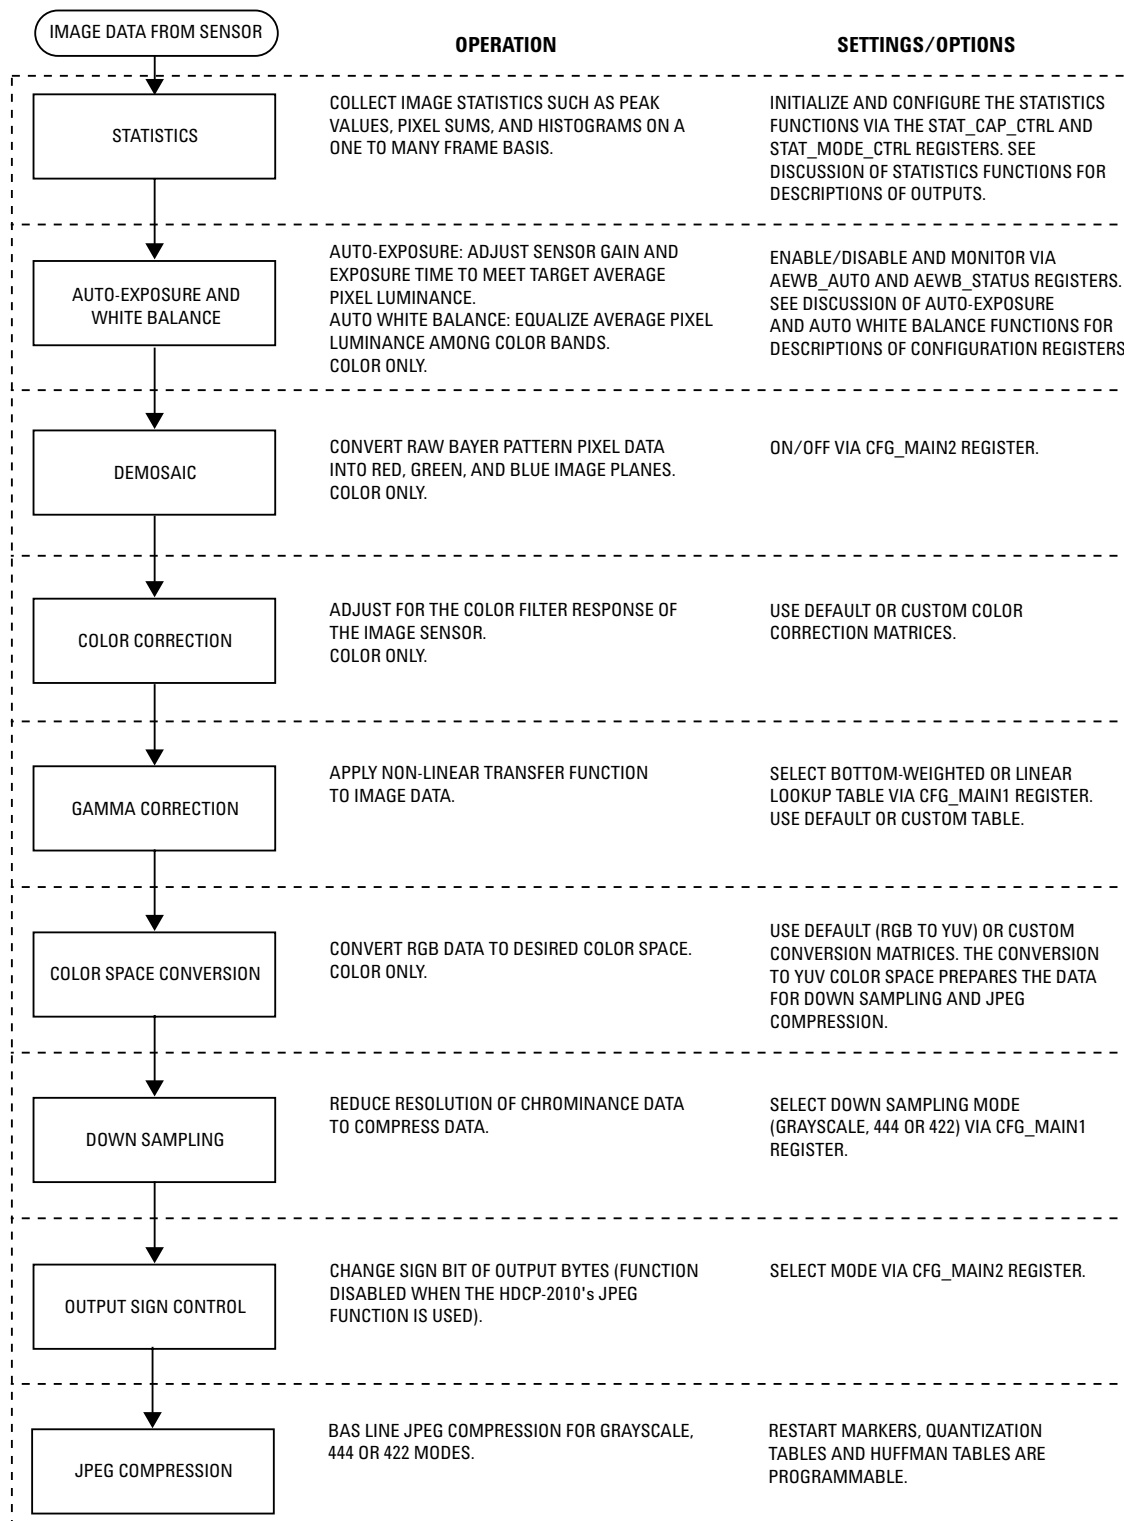 IMAGE DATA FROM SENSOR
OPERATION
SETTINGS/OPTIONS
STATISTICS
COLLECT IMAGE STATISTICS SUCH AS PEAK
VALUES, PIXEL SUMS, AND HISTOGRAMS ON A
ONE TO MANY FRAME BASIS.
INITIALIZE AND CONFIGURE THE STATISTICS
FUNCTIONS VIA THE STAT_CAP_CTRL AND
STAT_MODE_CTRL REGISTERS. SEE
DISCUSSION OF STATISTICS FUNCTIONS FOR
DESCRIPTIONS OF OUTPUTS.
AUTO-EXPOSURE AND
WHITE BALANCE
AUTO-EXPOSURE: ADJUST SENSOR GAIN AND
EXPOSURE TIME TO MEET TARGET AVERAGE
PIXEL LUMINANCE.
AUTO WHITE BALANCE: EQUALIZE AVERAGE PIXEL
LUMINANCE AMONG COLOR BANDS.
COLOR ONLY.
ENABLE/DISABLE AND MONITOR VIA
AEWB_AUTO AND AEWB_STATUS REGISTERS.
SEE DISCUSSION OF AUTO-EXPOSURE
AND AUTO WHITE BALANCE FUNCTIONS FOR
DESCRIPTIONS OF CONFIGURATION REGISTERS
DEMOSAIC
CONVERT RAW BAYER PATTERN PIXEL DATA
INTO RED, GREEN, AND BLUE IMAGE PLANES.
COLOR ONLY.
ON/OFF VIA CFG_MAIN2 REGISTER.
COLOR CORRECTION
ADJUST FOR THE COLOR FILTER RESPONSE OF
THE IMAGE SENSOR.
COLOR ONLY.
USE DEFAULT OR CUSTOM COLOR
CORRECTION MATRICES.
GAMMA CORRECTION
APPLY NON-LINEAR TRANSFER FUNCTION
TO IMAGE DATA.
SELECT BOTTOM-WEIGHTED OR LINEAR
LOOKUP TABLE VIA CFG_MAIN1 REGISTER.
USE DEFAULT OR CUSTOM TABLE.
COLOR SPACE CONVERSION
CONVERT RGB DATA TO DESIRED COLOR SPACE.
COLOR ONLY.
USE DEFAULT (RGB TO YUV) OR CUSTOM
CONVERSION MATRICES. THE CONVERSION
TO YUV COLOR SPACE PREPARES THE DATA
FOR DOWN SAMPLING AND JPEG
COMPRESSION.
DOWN SAMPLING
REDUCE RESOLUTION OF CHROMINANCE DATA
TO COMPRESS DATA.
SELECT DOWN SAMPLING MODE
(GRAYSCALE, 444 OR 422) VIA CFG_MAIN1
REGISTER.
OUTPUT SIGN CONTROL
CHANGE SIGN BIT OF OUTPUT BYTES (FUNCTION
DISABLED WHEN THE HDCP-2010's JPEG
FUNCTION IS USED).
SELECT MODE VIA CFG_MAIN2 REGISTER.
JPEG COMPRESSION
BAS LINE JPEG COMPRESSION FOR GRAYSCALE,
444 OR 422 MODES.
RESTART MARKERS, QUANTIZATION
TABLES AND HUFFMAN TABLES ARE
PROGRAMMABLE.